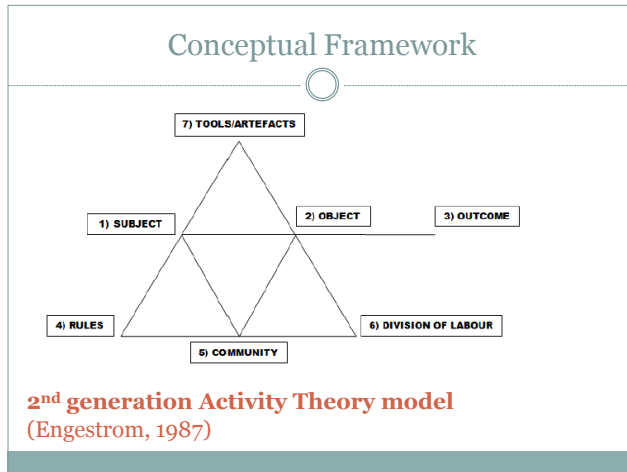 Conceptual Framework
7) TOOLS/ARTEFACTS
1) SUBJECT
2) OBJECT
3) OUTCOME
4) RULES
6) DIVISION OF LABOUR
5) COMMUNITY
2nd generation Activity Theory model
(Engestrom, 1987)